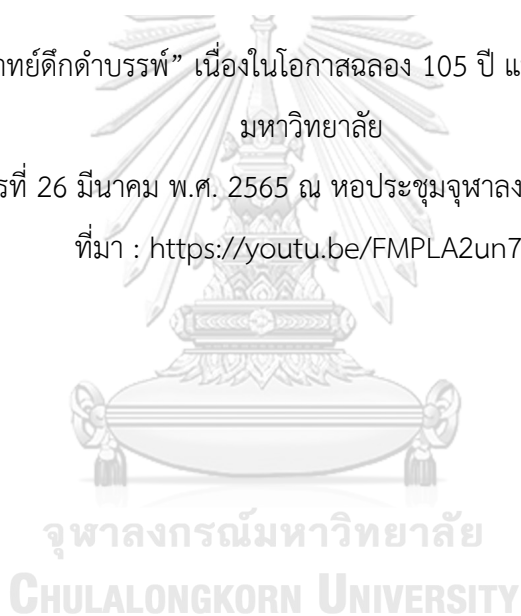 าทย์ดึกดำบรรพ์” เนื่องในโอกาสฉลอง 105 ปี แ
มหาวิทยาลัย
รที่ 26 มีนาคม พ.ศ. 2565 ณ หอประชุมจุฬาลง
ที่มา : https://youtu.be/FMPLA2un7
จุฬาลงกรณ์มหาวิทยาลัย
CHULALONGKORN UNIVERSITY